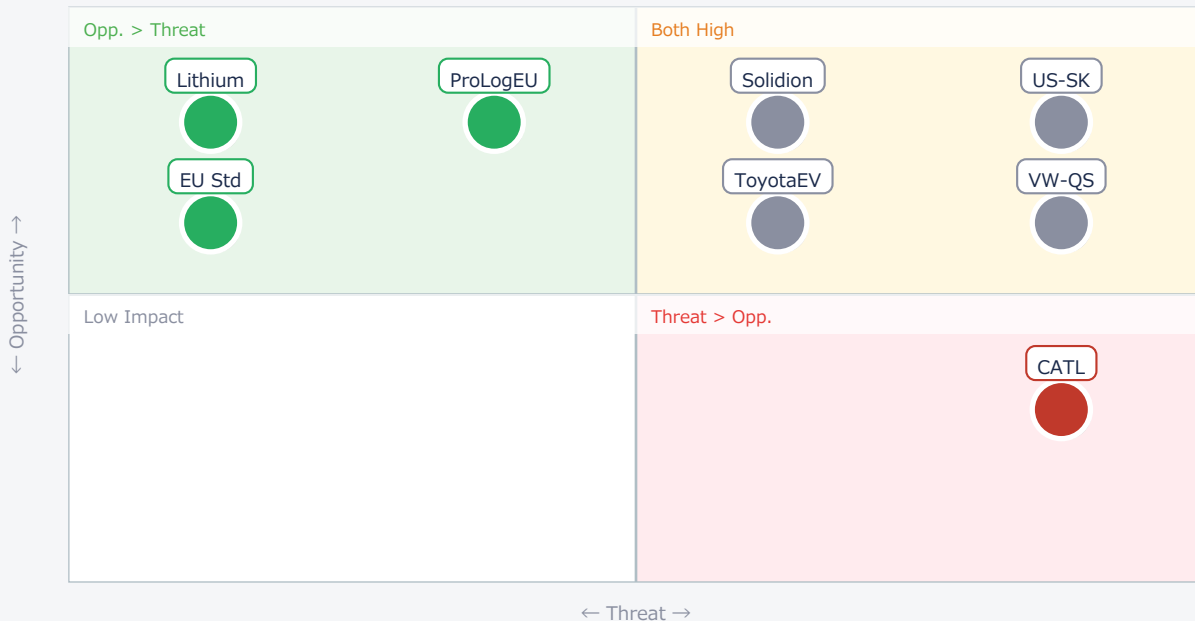 Opp. > Threat
Both High
Lithium
ProLogEU
Solidion
US-SK
EU Std
ToyotaEV
VW-QS
← Opportunity →
Low Impact
Threat > Opp.
CATL
← Threat →